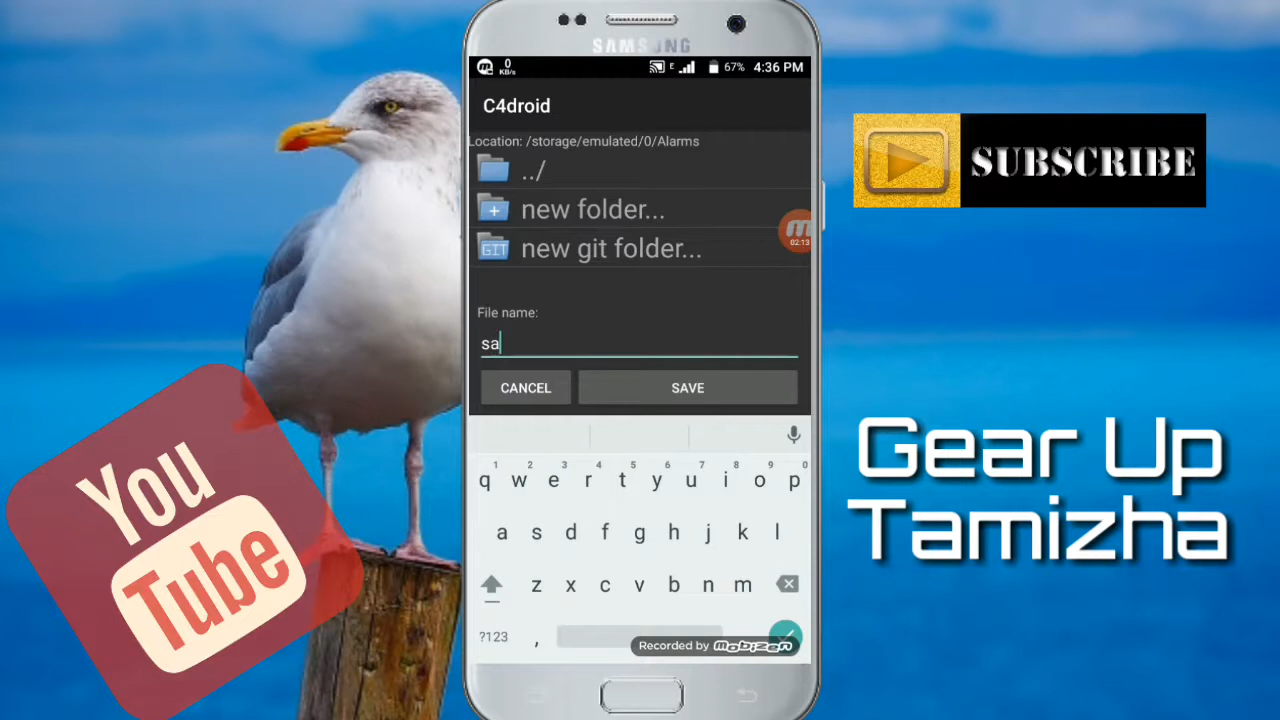 SAMSUNG
0
KB/s
E
67% 4:36 PM
C4droid
Location: /storage/emulated/0/Alarms
../
new folder...
GIT
new git folder...
02:13
File name:
sa
CANCEL
SAVE
1 2 3 4 5 6 7 8 9 0
q w e r t y u i o p
a s d f g h j k l
z x c v b n m
?123 ,
Recorded by mobizen
SUBSCRIBE
You
Tube
Gear Up
Tamizha